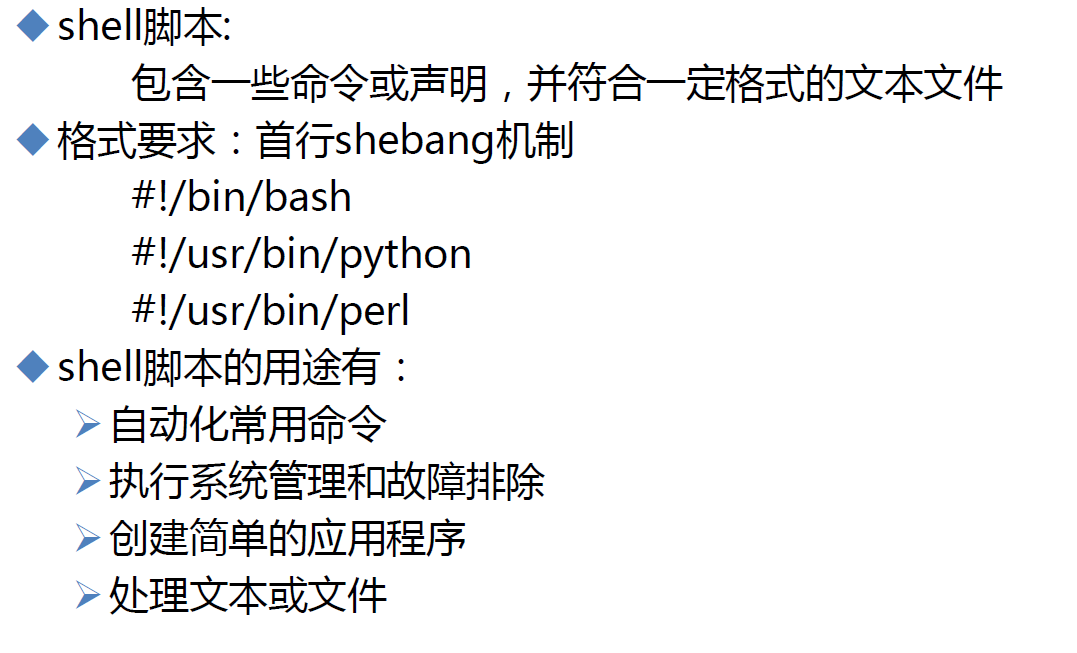 shell脚本:
包含一些命令或声明，并符合一定格式的文本文件
格式要求：首行shebang机制
#!/bin/bash
#!/usr/bin/python
#!/usr/bin/perl
shell脚本的用途有：
自动化常用命令
执行系统管理和故障排除
创建简单的应用程序
处理文本或文件